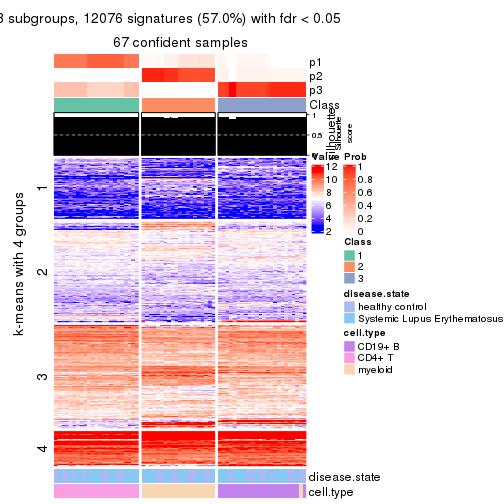 3 subgroups, 12076 signatures (57.0%) with fdr < 0.05
67 confident samples
p1
p2
p3
Class
1
0.5
Silhouette
score
Silhouette
k-means with 4 groups
1
2
3
4
Value
12
10
8
6
4
2
Prob
1
0.8
0.6
0.4
0.2
0
Class
1
2
3
disease.state
healthy control
Systemic Lupus Erythematosus
cell.type
CD19+ B
CD4+ T
myeloid
disease.state
cell.type